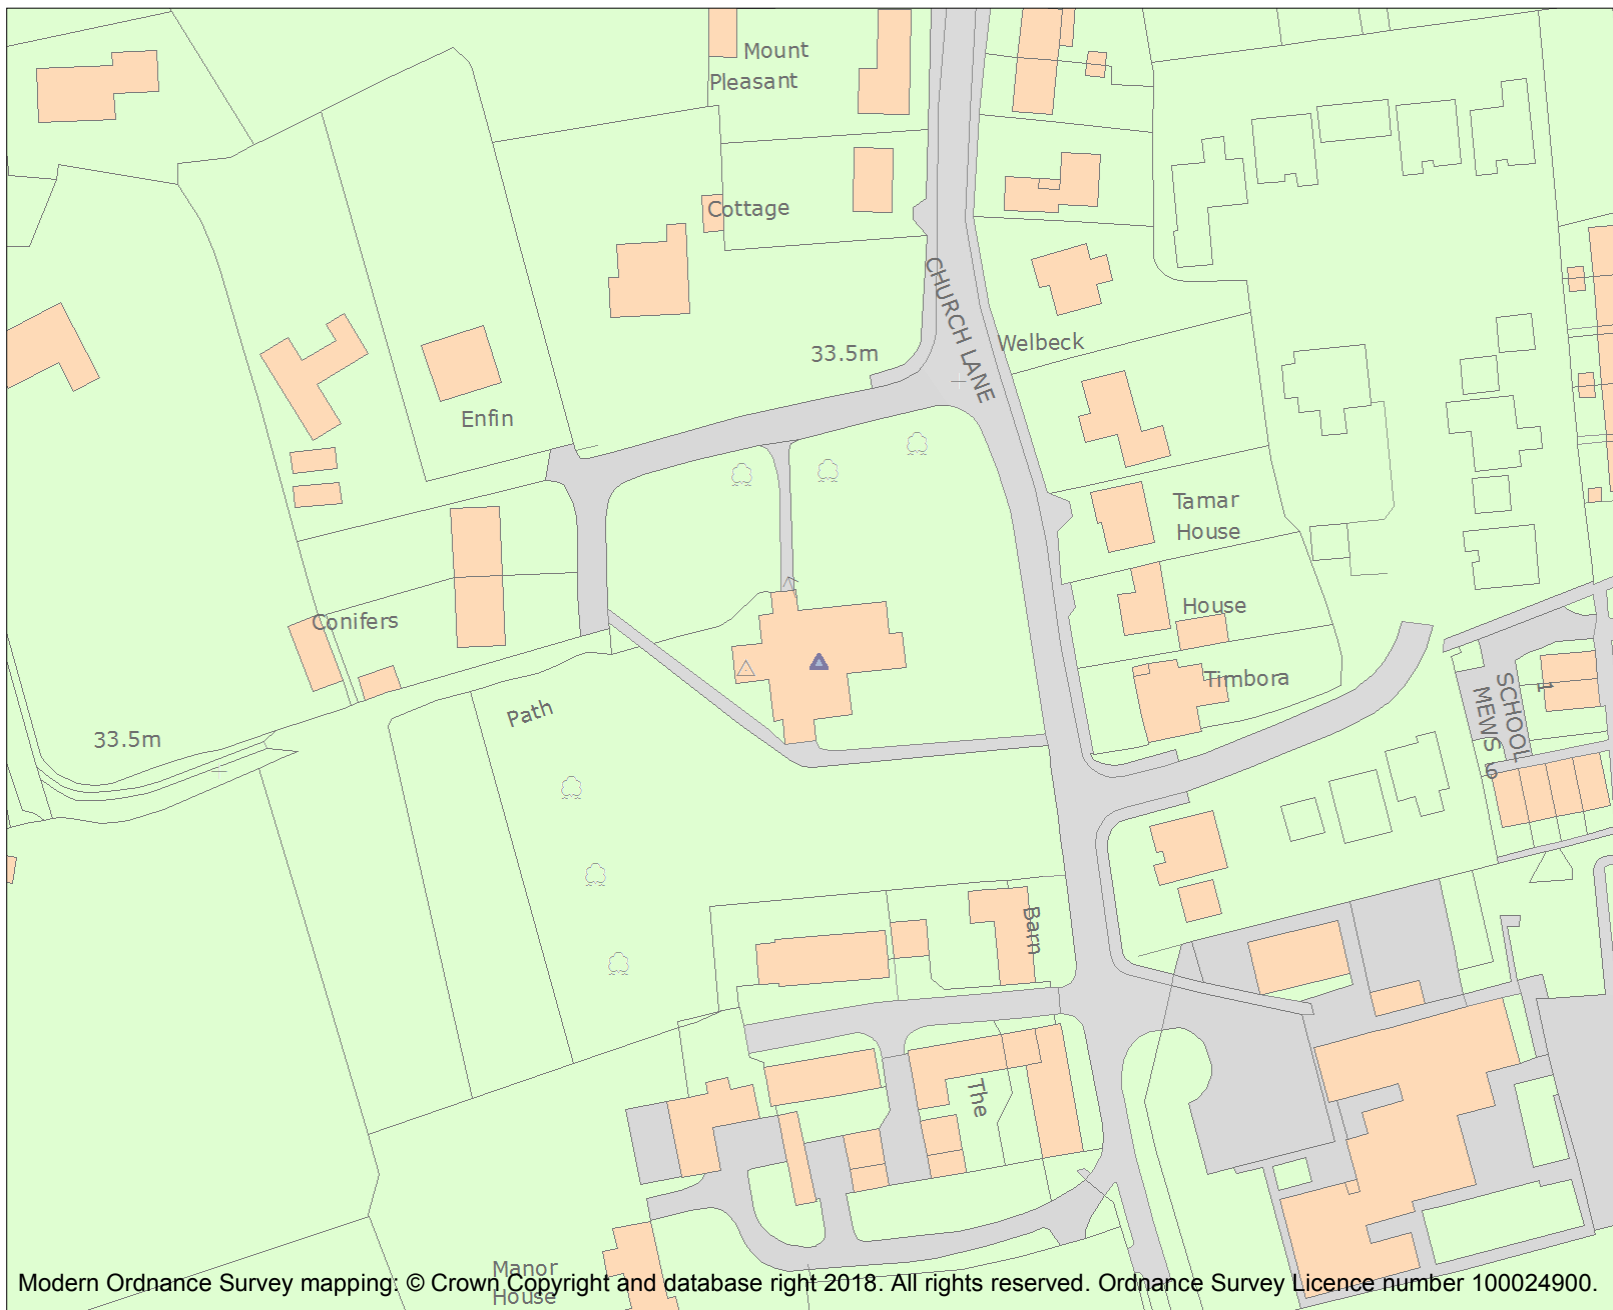 Mount
Pleasant
Cottage
CHURCH LANE
33.5m
Welbeck
Enfin
Tamar
House
House
Conifers
Timbora
Path
33.5m
SCHOOL
MEWS
1
6
Barn
The
Manor
House
Modern Ordnance Survey mapping: © Crown Copyright and database right 2018. All rights reserved. Ordnance Survey Licence number 100024900.